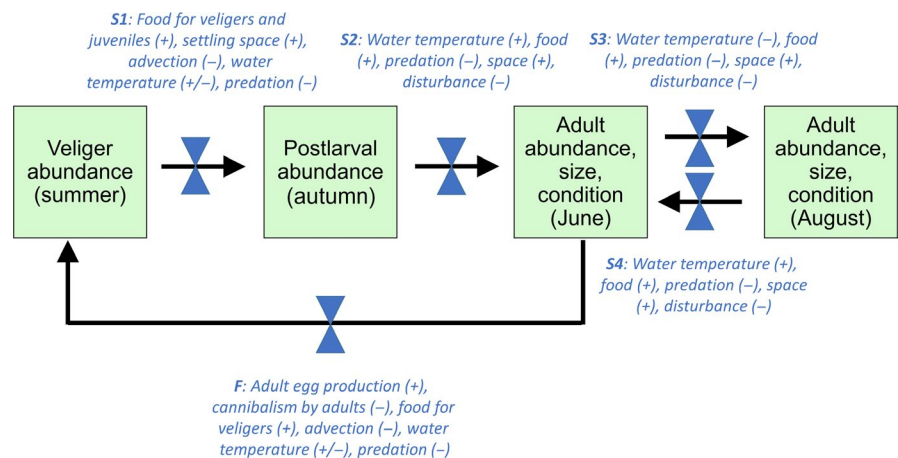 S1: Food for veligers and
juveniles (+), settling space (+),
advection (–), water
temperature (+/–), predation (–)
S2: Water temperature (+), food
(+), predation (–), space (+),
disturbance (–)
S3: Water temperature (–), food
(+), predation (–), space (+),
disturbance (–)
Veliger
abundance
(summer)
Postlarval
abundance
(autumn)
Adult
abundance,
size,
condition
(June)
Adult
abundance,
size,
condition
(August)
S4: Water temperature (+),
food (+), predation (–), space
(+), disturbance (–)
F: Adult egg production (+),
cannibalism by adults (–), food for
veligers (+), advection (–), water
temperature (+/–), predation (–)